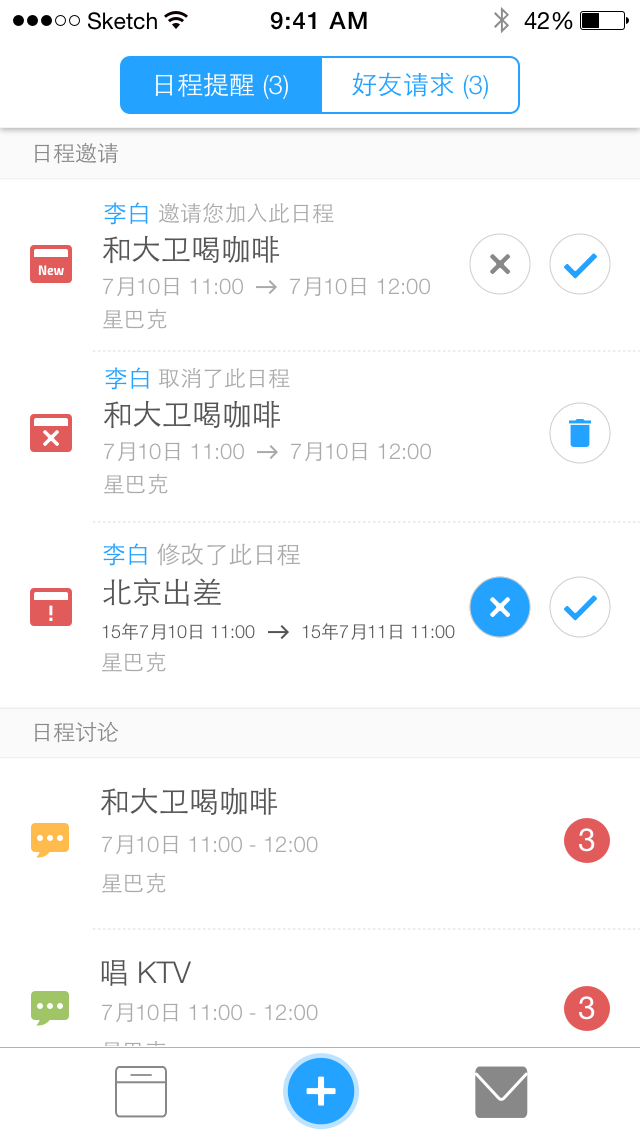 Sketch 9:41 AM 42%
日程提醒 (3) 好友请求 (3)
日程邀请
李白 邀请您加入此日程
New
和大卫喝咖啡
7月10日 11:00 → 7月10日 12:00
星巴克
李白 取消了此日程
和大卫喝咖啡
7月10日 11:00 → 7月10日 12:00
星巴克
李白 修改了此日程
北京出差
15年7月10日 11:00 → 15年7月11日 11:00
星巴克
日程讨论
和大卫喝咖啡
7月10日 11:00 - 12:00
3
星巴克
唱 KTV
7月10日 11:00 - 12:00
3